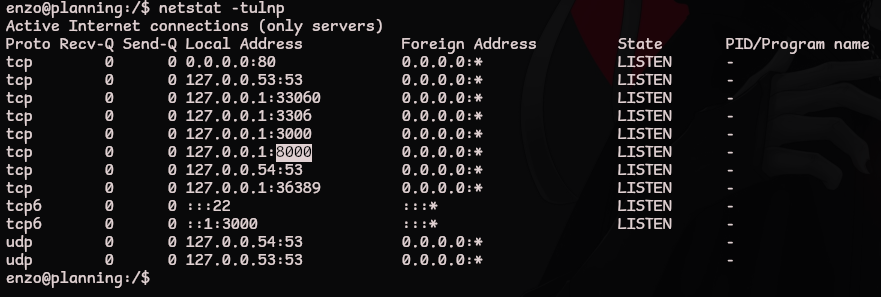 enzo@planning:/$ netstat -tulnp
Active Internet connections (only servers)
Proto Recv-Q Send-Q Local Address           Foreign Address         State       PID/Program name
tcp        0      0 0.0.0.0:80              0.0.0.0:*               LISTEN      -
tcp        0      0 127.0.0.53:53           0.0.0.0:*               LISTEN      -
tcp        0      0 127.0.0.1:33060         0.0.0.0:*               LISTEN      -
tcp        0      0 127.0.0.1:3306          0.0.0.0:*               LISTEN      -
tcp        0      0 127.0.0.1:3000          0.0.0.0:*               LISTEN      -
tcp        0      0 127.0.0.1:8000          0.0.0.0:*               LISTEN      -
tcp        0      0 127.0.0.54:53           0.0.0.0:*               LISTEN      -
tcp        0      0 127.0.0.1:36389         0.0.0.0:*               LISTEN      -
tcp6       0      0 :::22                   :::*                    LISTEN      -
tcp6       0      0 ::1:3000                :::*                    LISTEN      -
udp        0      0 127.0.0.54:53           0.0.0.0:*                           -
udp        0      0 127.0.0.53:53           0.0.0.0:*                           -
enzo@planning:/$